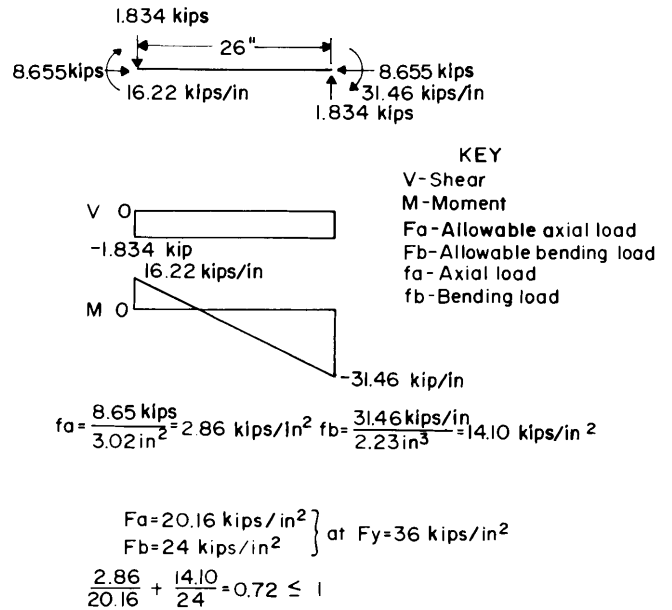 1.834 kips
26"
8.655 kips
8.655 kips
16.22 kips/in
31.46 kips/in
1.834 kips
KEY
V-Shear
M-Moment
Fa-Allowable axial load
Fb-Allowable bending load
fa-Axial load
fb-Bending load
V 0
-1.834 kip
16.22 kips/in
M 0
-31.46 kip/in
fa = 8.65 kips / 3.02 in² = 2.86 kips/in² fb = 31.46 kips/in / 2.23 in³ = 14.10 kips/in²
Fa=20.16 kips/in²
Fb=24 kips/in² } at Fy=36 kips/in²
2.86/20.16 + 14.10/24 = 0.72 ≤ 1